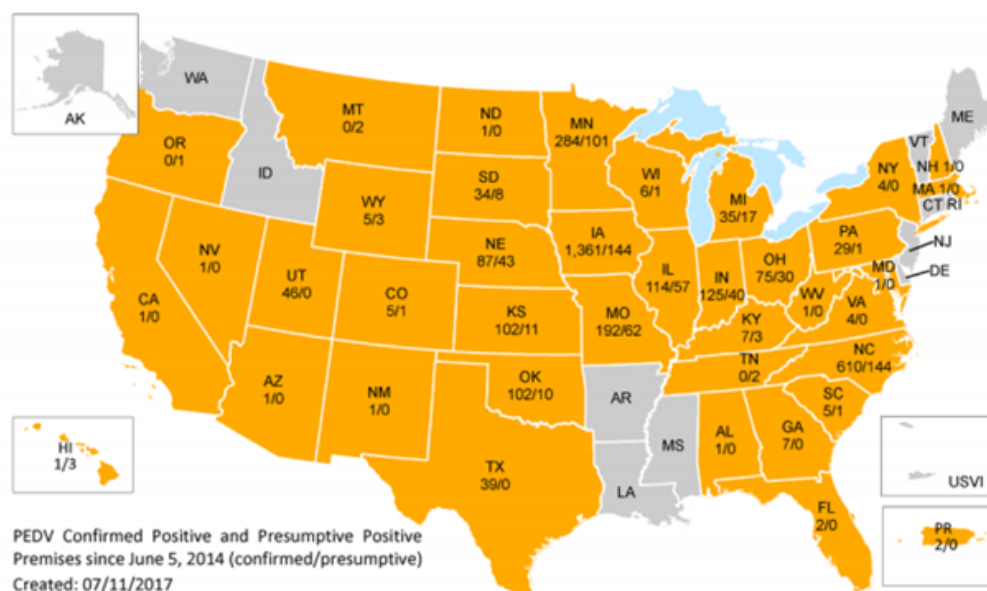 WA
AK
MT
0/2
ND
1/0
MN
284/101
ME
VT
OR
0/1
ID
SD
34/8
WI
6/1
NY
4/0
NH 1/0
MA 1/0
CT RI
WY
5/3
MI
35/17
NE
87/43
IA
1,361/144
PA
29/1
NJ
DE
NV
1/0
UT
46/0
CO
5/1
IL
114/57
IN
125/40
OH
75/30
MD
1/0
WV
1/0
VA
4/0
CA
1/0
KS
102/11
MO
192/62
KY
7/3
NC
610/144
TN
0/2
AZ
1/0
NM
1/0
OK
102/10
AR
SC
5/1
MS
AL
1/0
GA
7/0
HI
1/3
TX
39/0
LA
FL
2/0
USVI
PR
2/0
PEDV Confirmed Positive and Presumptive Positive
Premises since June 5, 2014 (confirmed/presumptive)
Created: 07/11/2017